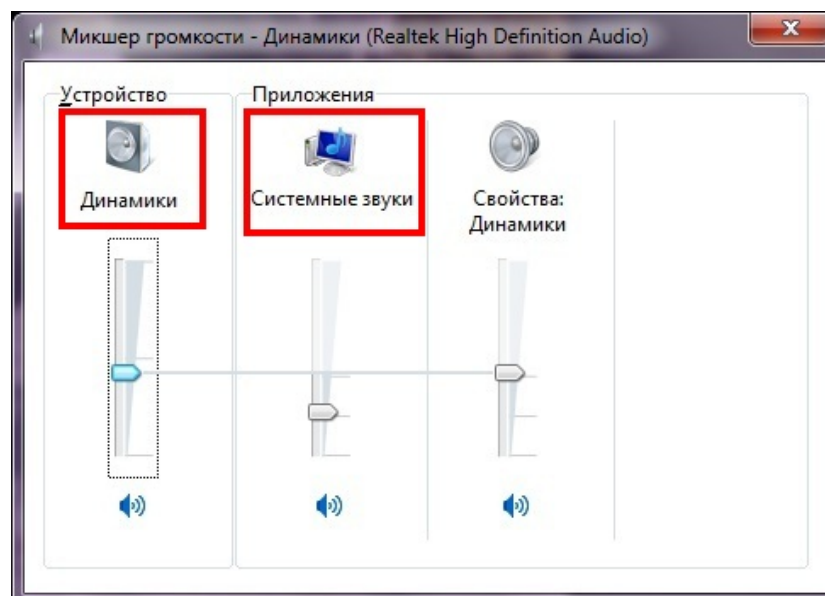 Микшер громкости - Динамики (Realtek High Definition Audio)
Устройство
Приложения
Динамики
Системные звуки
Свойства:
Динамики